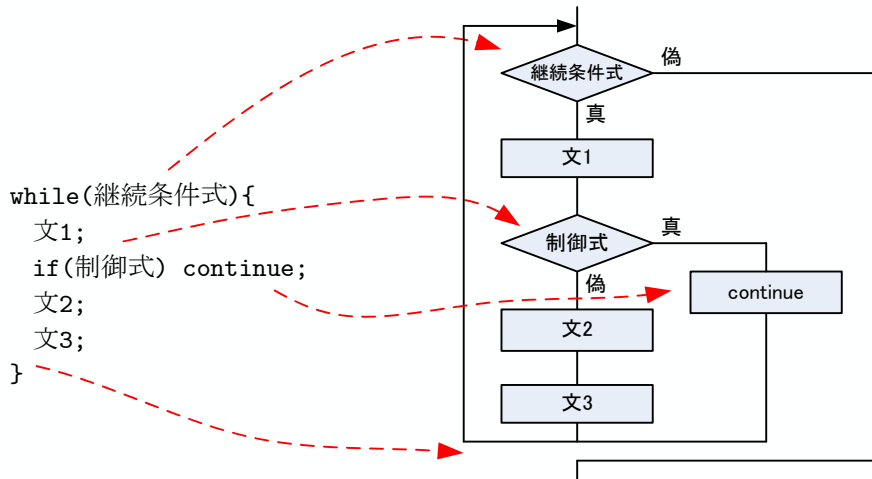 while(継続条件式){
文1;
if(制御式) continue;
文2;
文3;
}
継続条件式
偽
真
文1
制御式
真
偽
continue
文2
文3